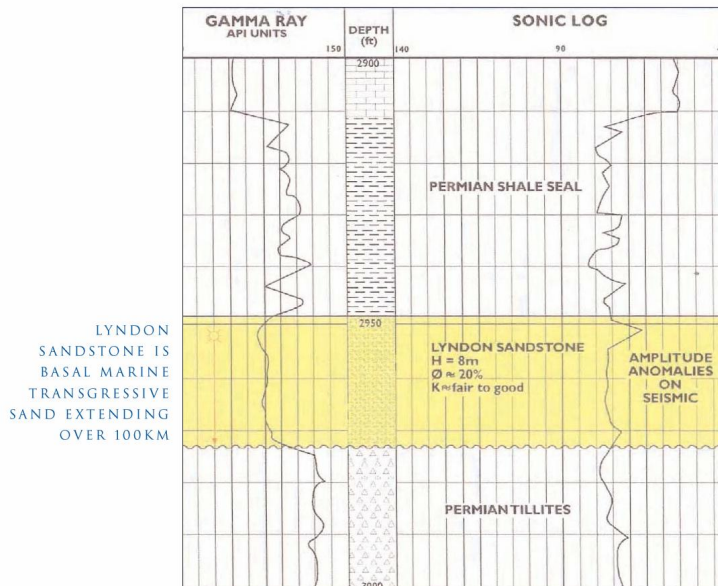 GAMMA RAY
API UNITS
150
DEPTH
(ft)
SONIC LOG
140
90
2900
PERMIAN SHALE SEAL
2950
LYNDON
SANDSTONE IS
BASAL MARINE
TRANSGRESSIVE
SAND EXTENDING
OVER 100KM
LYNDON SANDSTONE
H = 8m
Ø ≈ 20%
K≈fair to good
AMPLITUDE
ANOMALIES
ON
SEISMIC
PERMIAN TILLITES